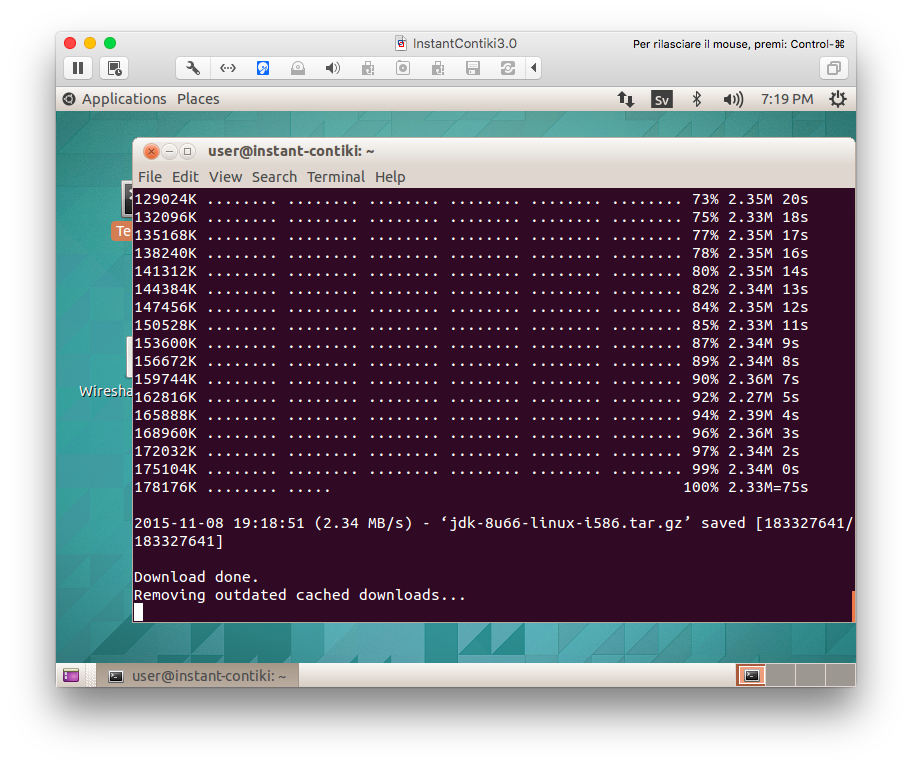 InstantContiki3.0
Per rilasciare il mouse, premi: Control-⌘
Applications Places
Sv
7:19 PM
user@instant-contiki: ~
File Edit View Search Terminal Help
129024K ........ ........ ........ ........ ........ ........ 73% 2.35M 20s
132096K ........ ........ ........ ........ ........ ........ 75% 2.33M 18s
135168K ........ ........ ........ ........ ........ ........ 77% 2.35M 17s
138240K ........ ........ ........ ........ ........ ........ 78% 2.35M 16s
141312K ........ ........ ........ ........ ........ ........ 80% 2.35M 14s
144384K ........ ........ ........ ........ ........ ........ 82% 2.34M 13s
147456K ........ ........ ........ ........ ........ ........ 84% 2.35M 12s
150528K ........ ........ ........ ........ ........ ........ 85% 2.33M 11s
153600K ........ ........ ........ ........ ........ ........ 87% 2.34M 9s
156672K ........ ........ ........ ........ ........ ........ 89% 2.34M 8s
159744K ........ ........ ........ ........ ........ ........ 90% 2.36M 7s
162816K ........ ........ ........ ........ ........ ........ 92% 2.27M 5s
165888K ........ ........ ........ ........ ........ ........ 94% 2.39M 4s
168960K ........ ........ ........ ........ ........ ........ 96% 2.36M 3s
172032K ........ ........ ........ ........ ........ ........ 97% 2.34M 2s
175104K ........ ........ ........ ........ ........ ........ 99% 2.34M 0s
178176K ........ ..... 100% 2.33M=75s
2015-11-08 19:18:51 (2.34 MB/s) - ‘jdk-8u66-linux-i586.tar.gz’ saved [183327641/
183327641]
Download done.
Removing outdated cached downloads...
Te
Wiresha
user@instant-contiki: ~